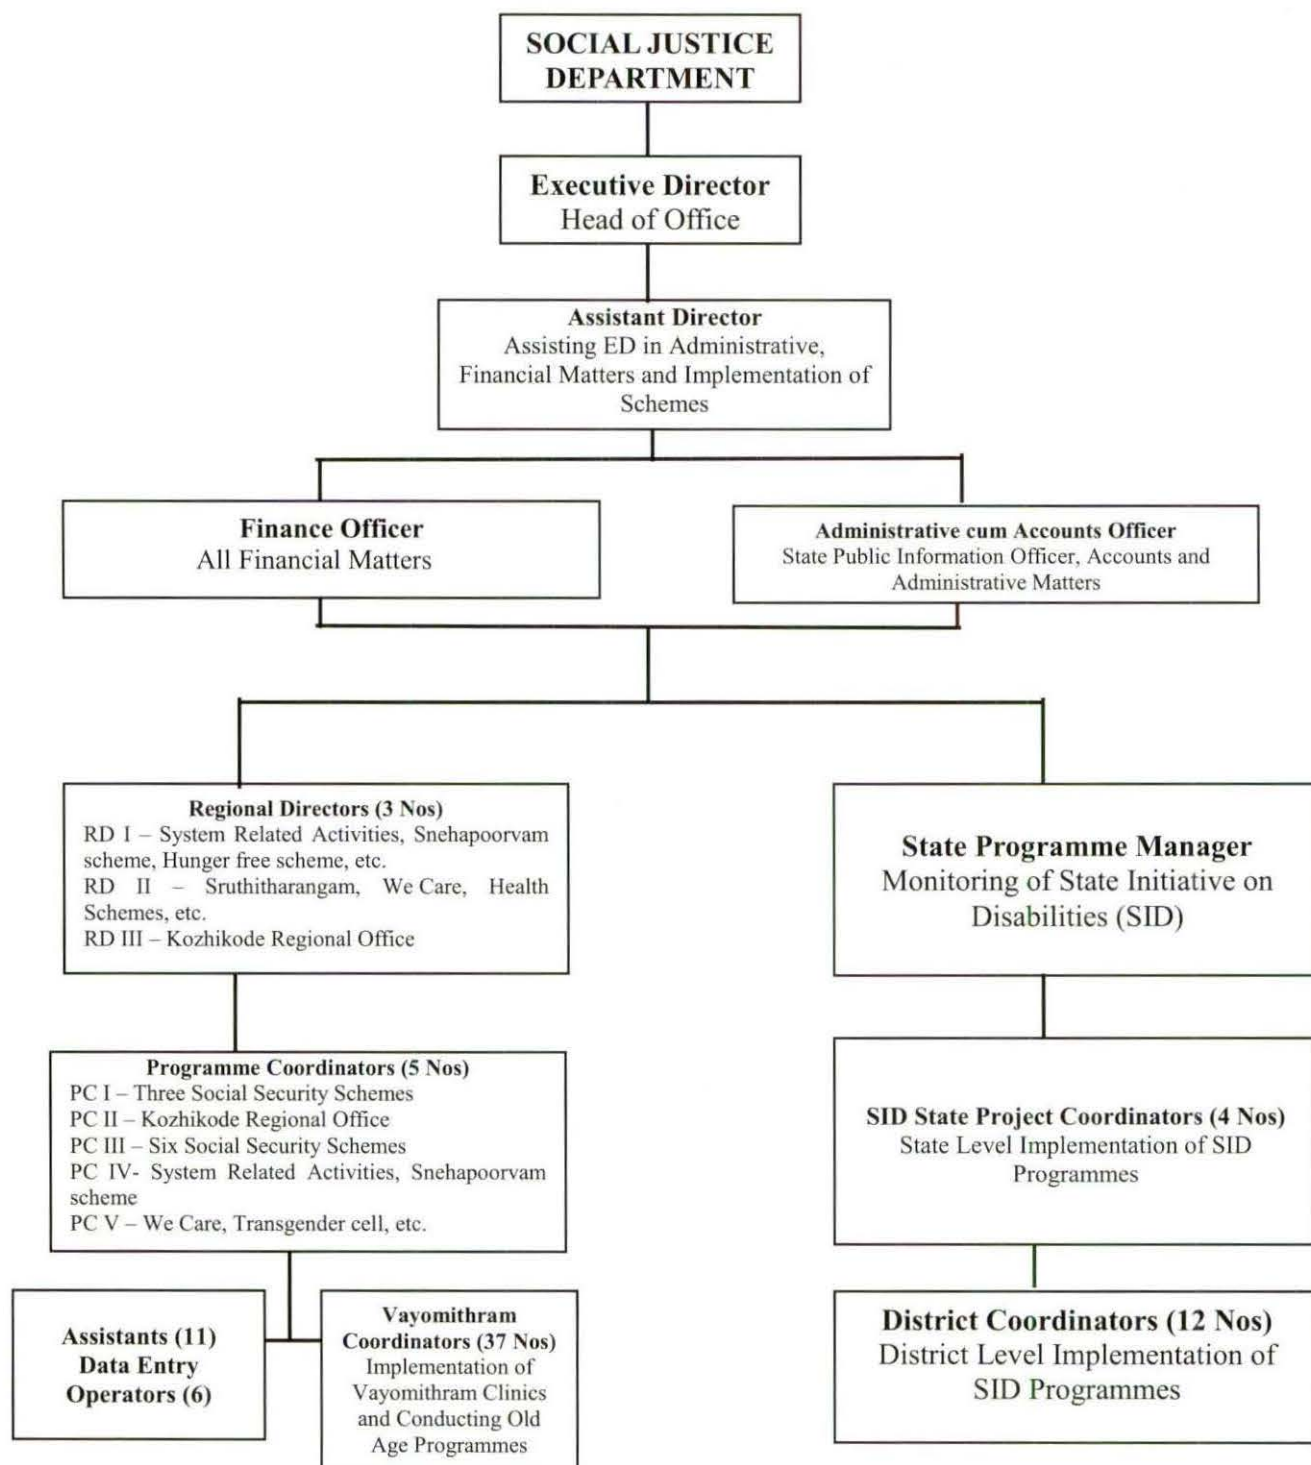 SOCIAL JUSTICE
DEPARTMENT
Executive Director
Head of Office
Assistant Director
Assisting ED in Administrative,
Financial Matters and Implementation of
Schemes
Finance Officer
All Financial Matters
Administrative cum Accounts Officer
State Public Information Officer, Accounts and
Administrative Matters
Regional Directors (3 Nos)
RD I – System Related Activities, Snehapoorvam
scheme, Hunger free scheme, etc.
RD II – Sruthitharangam, We Care, Health
Schemes, etc.
RD III – Kozhikode Regional Office
State Programme Manager
Monitoring of State Initiative on
Disabilities (SID)
Programme Coordinators (5 Nos)
PC I – Three Social Security Schemes
PC II – Kozhikode Regional Office
PC III – Six Social Security Schemes
PC IV- System Related Activities, Snehapoorvam
scheme
PC V – We Care, Transgender cell, etc.
SID State Project Coordinators (4 Nos)
State Level Implementation of SID
Programmes
Assistants (11)
Data Entry
Operators (6)
Vayomithram
Coordinators (37 Nos)
Implementation of
Vayomithram Clinics
and Conducting Old
Age Programmes
District Coordinators (12 Nos)
District Level Implementation of
SID Programmes